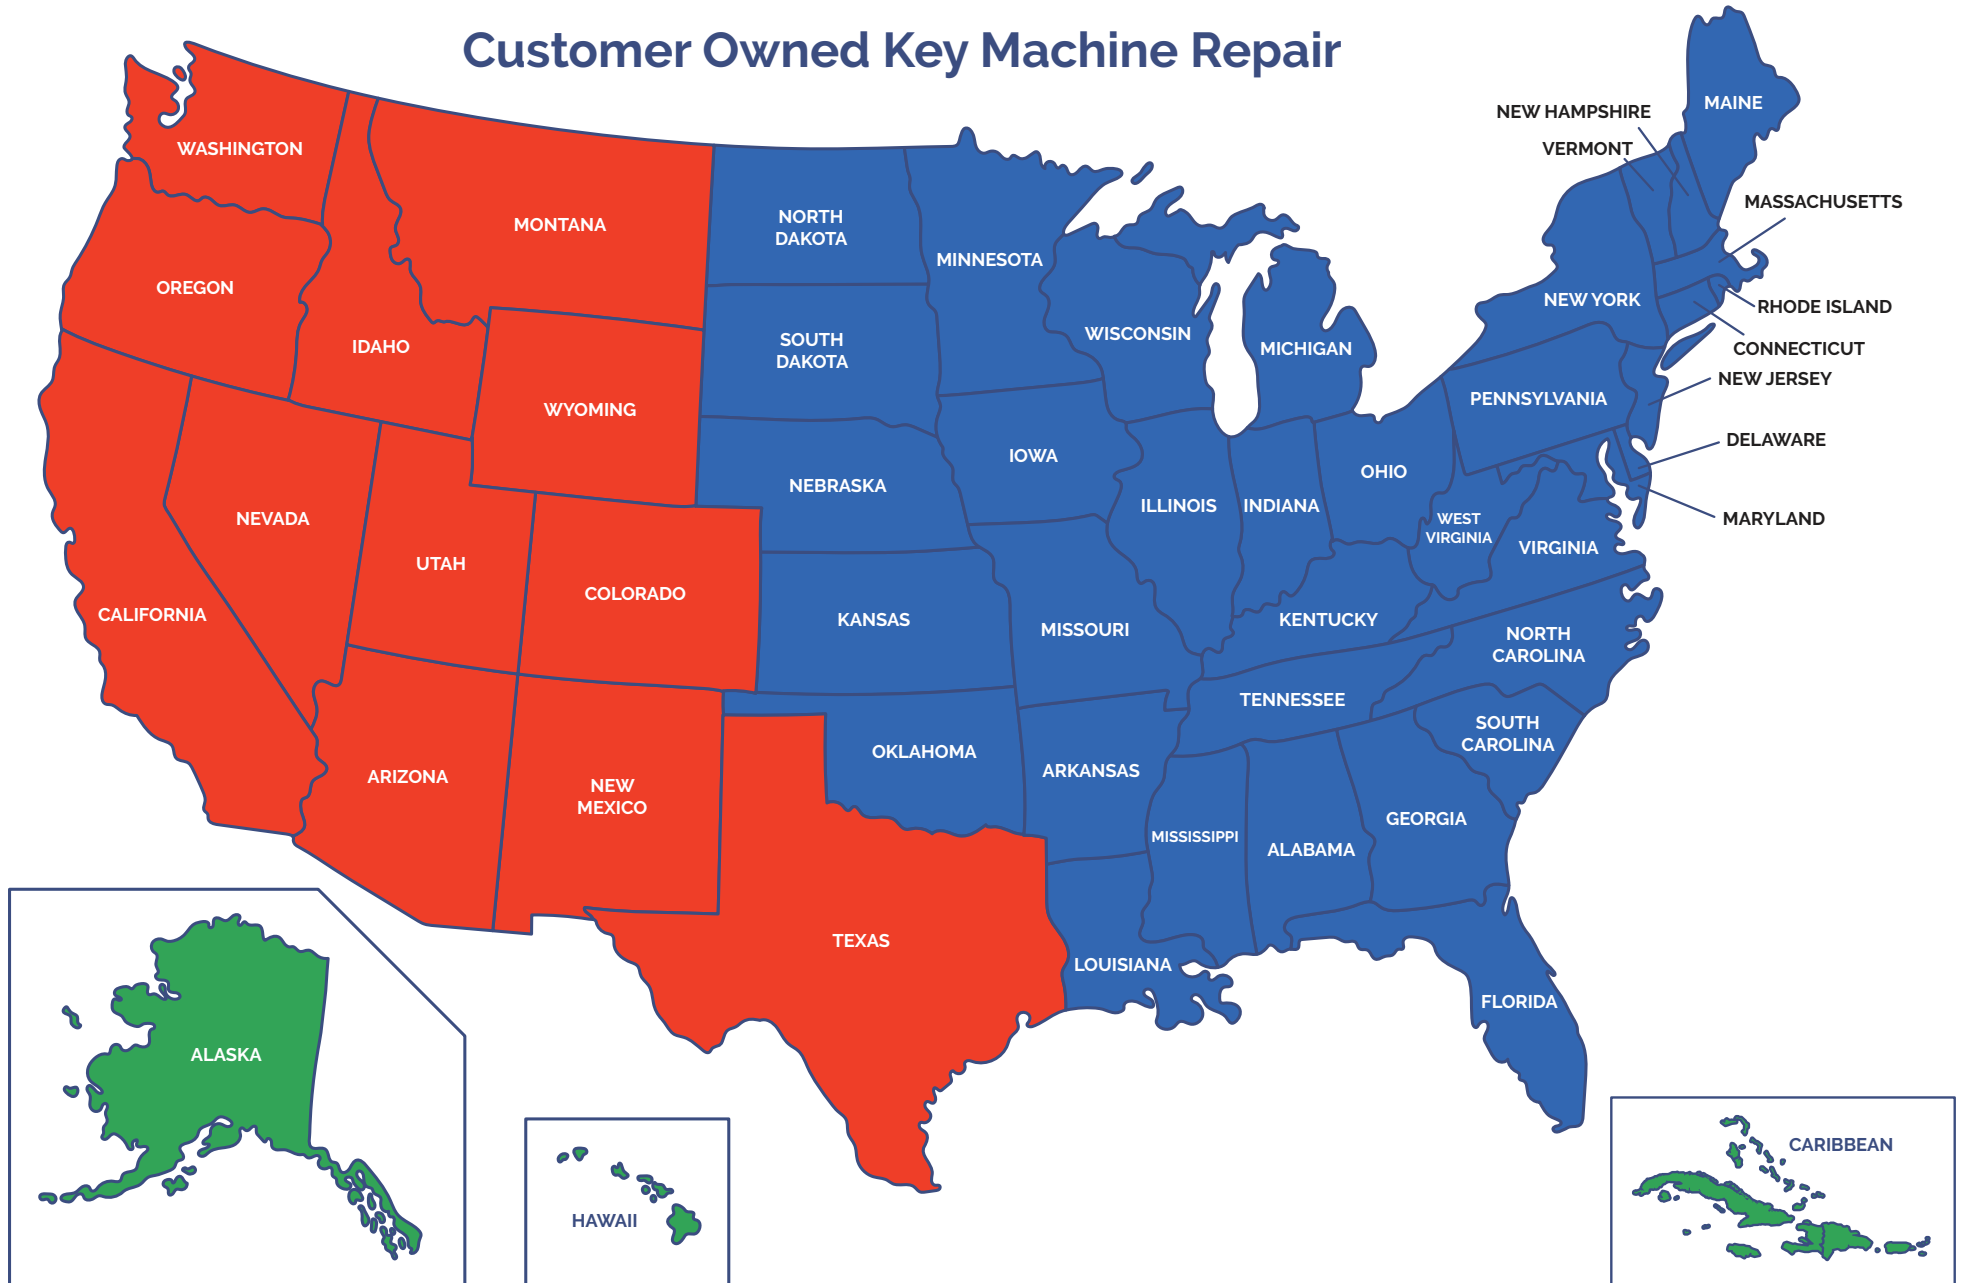 Customer Owned Key Machine Repair
MAINE
NEW HAMPSHIRE
VERMONT
WASHINGTON
MASSACHUSETTS
MONTANA
NORTH
DAKOTA
MINNESOTA
OREGON
NEW YORK
RHODE ISLAND
WISCONSIN
IDAHO
SOUTH
DAKOTA
MICHIGAN
CONNECTICUT
NEW JERSEY
WYOMING
PENNSYLVANIA
DELAWARE
IOWA
OHIO
NEBRASKA
ILLINOIS
INDIANA
NEVADA
WEST
VIRGINIA
MARYLAND
VIRGINIA
UTAH
COLORADO
CALIFORNIA
KANSAS
MISSOURI
KENTUCKY
NORTH
CAROLINA
TENNESSEE
SOUTH
CAROLINA
OKLAHOMA
ARKANSAS
ARIZONA
NEW
MEXICO
GEORGIA
MISSISSIPPI
ALABAMA
TEXAS
LOUISIANA
FLORIDA
ALASKA
CARIBBEAN
HAWAII